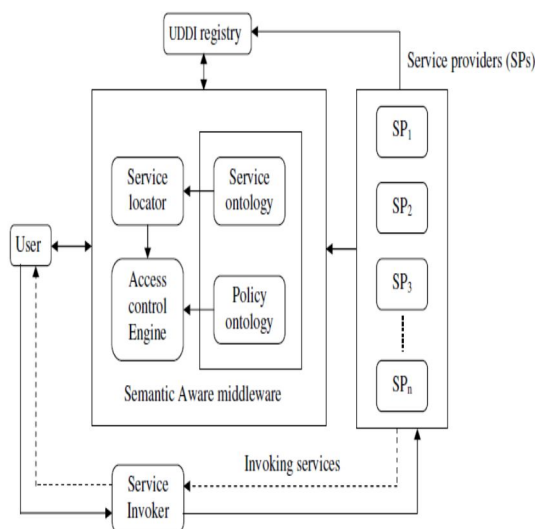 UDDI registry
Service providers (SPs)
SP1
Service
locator
Service
ontology
SP2
User
Access
control
Engine
Policy
ontology
SP3
Semantic Aware middleware
SPn
Invoking services
Service
Invoker